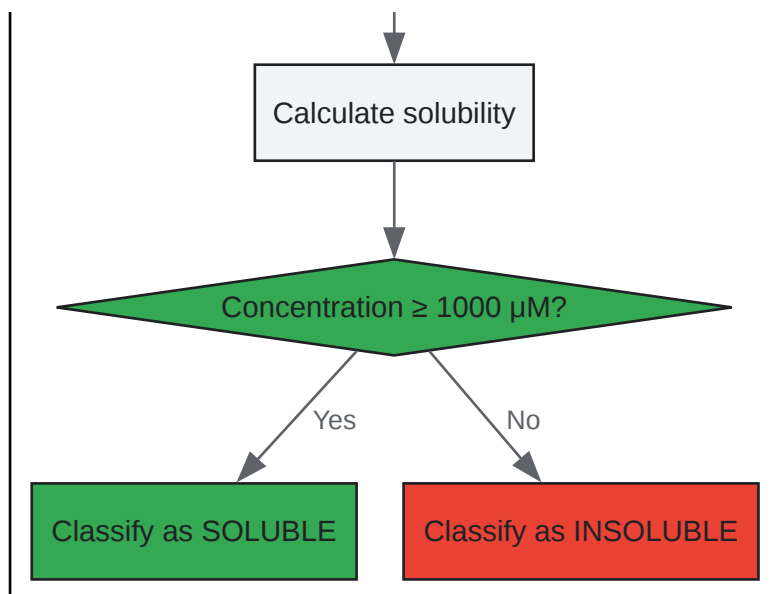 Calculate solubility
Concentration ≥ 1000 μM?
Yes
No
Classify as SOLUBLE
Classify as INSOLUBLE